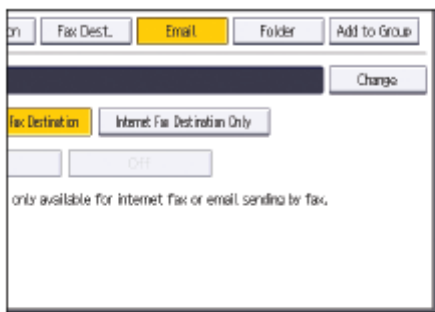 on Fax Dest. Email Folder Add to Group
Change
Fax Destination Internet Fax Destination Only
Off
only available for internet fax or email sending by fax.